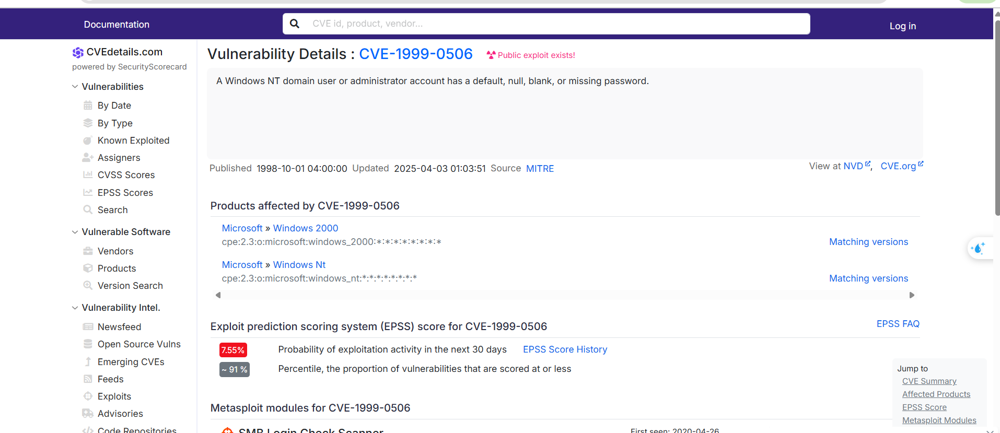 Documentation
CVE id, product, vendor...
Log in
CVEdetails.com
powered by SecurityScorecard
Vulnerabilities
By Date
By Type
Known Exploited
Assigners
CVSS Scores
EPSS Scores
Search
Vulnerable Software
Vendors
Products
Version Search
Vulnerability Intel.
Newsfeed
Open Source Vulns
Emerging CVEs
Feeds
Exploits
Advisories
Code Repositories
Vulnerability Details : CVE-1999-0506 Public exploit exists!
A Windows NT domain user or administrator account has a default, null, blank, or missing password.
Published 1998-10-01 04:00:00 Updated 2025-04-03 01:03:51 Source MITRE
View at NVD, CVE.org
Products affected by CVE-1999-0506
Microsoft » Windows 2000
cpe:2.3:o:microsoft:windows_2000:*:*:*:*:*:*:*:* Matching versions
Microsoft » Windows Nt
cpe:2.3:o:microsoft:windows_nt:*:*:*:*:*:*:*:* Matching versions
Exploit prediction scoring system (EPSS) score for CVE-1999-0506 EPSS FAQ
7.55% Probability of exploitation activity in the next 30 days EPSS Score History
~ 91 % Percentile, the proportion of vulnerabilities that are scored at or less
Metasploit modules for CVE-1999-0506
SMB Login Check Scanner First seen: 2020-04-26
Jump to
CVE Summary
Affected Products
EPSS Score
Metasploit Modules